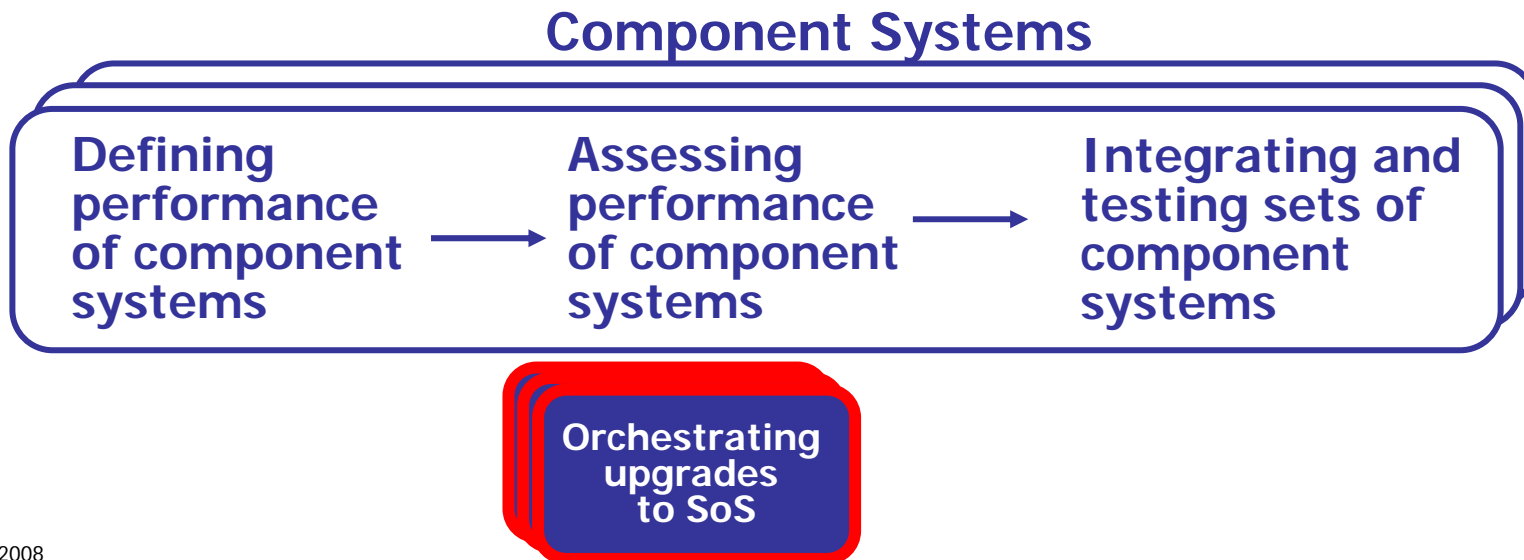 Component Systems
Defining
performance
of component
systems
Assessing
performance
of component
systems
Integrating and
testing sets of
component
systems
Orchestrating
upgrades
to SoS
2008